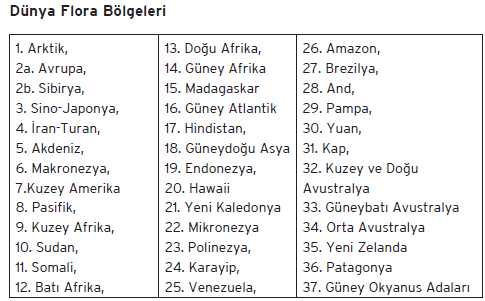 Dünya Flora Bölgeleri
1. Arktik,
2a. Avrupa,
2b. Sibirya,
3. Sino-Japonya,
4. İran-Turan,
5. Akdeniz,
6. Makronezya,
7.Kuzey Amerika
8. Pasifik,
9. Kuzey Afrika,
10. Sudan,
11. Somali,
12. Batı Afrika,
13. Doğu Afrika,
14. Güney Afrika
15. Madagaskar
16. Güney Atlantik
17. Hindistan,
18. Güneydoğu Asya
19. Endonezya,
20. Hawaii
21. Yeni Kaledonya
22. Mikronezya
23. Polinezya,
24. Karayip,
25. Venezuela,
26. Amazon,
27. Brezilya,
28. And,
29. Pampa,
30. Yuan,
31. Kap,
32. Kuzey ve Doğu
Avustralya
33. Güneybatı Avustralya
34. Orta Avustralya
35. Yeni Zelanda
36. Patagonya
37. Güney Okyanus Adaları